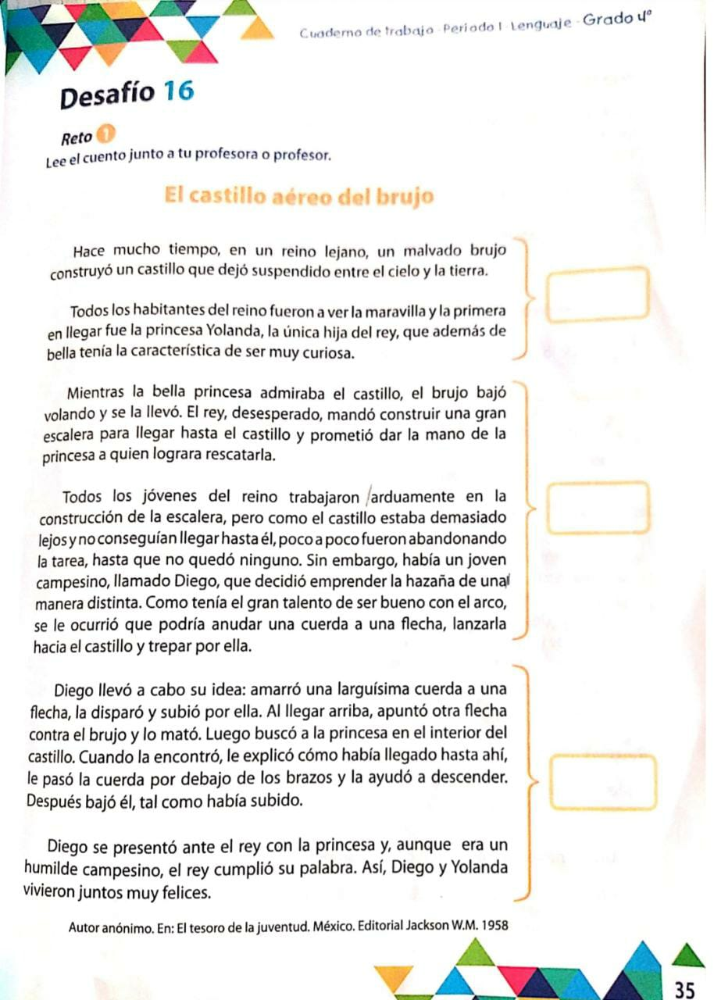 Cuaderno de trabajo · Período I · Lenguaje · Grado 4°
Desafío 16
Reto 1
Lee el cuento junto a tu profesora o profesor.
El castillo aéreo del brujo
Hace mucho tiempo, en un reino lejano, un malvado brujo
construyó un castillo que dejó suspendido entre el cielo y la tierra.
Todos los habitantes del reino fueron a ver la maravilla y la primera
en llegar fue la princesa Yolanda, la única hija del rey, que además de
bella tenía la característica de ser muy curiosa.
Mientras la bella princesa admiraba el castillo, el brujo bajó
volando y se la llevó. El rey, desesperado, mandó construir una gran
escalera para llegar hasta el castillo y prometió dar la mano de la
princesa a quien lograra rescatarla.
Todos los jóvenes del reino trabajaron arduamente en la
construcción de la escalera, pero como el castillo estaba demasiado
lejos y no conseguían llegar hasta él, poco a poco fueron abandonando
la tarea, hasta que no quedó ninguno. Sin embargo, había un joven
campesino, llamado Diego, que decidió emprender la hazaña de una
manera distinta. Como tenía el gran talento de ser bueno con el arco,
se le ocurrió que podría anudar una cuerda a una flecha, lanzarla
hacia el castillo y trepar por ella.
Diego llevó a cabo su idea: amarró una larguísima cuerda a una
flecha, la disparó y subió por ella. Al llegar arriba, apuntó otra flecha
contra el brujo y lo mató. Luego buscó a la princesa en el interior del
castillo. Cuando la encontró, le explicó cómo había llegado hasta ahí,
le pasó la cuerda por debajo de los brazos y la ayudó a descender.
Después bajó él, tal como había subido.
Diego se presentó ante el rey con la princesa y, aunque era un
humilde campesino, el rey cumplió su palabra. Así, Diego y Yolanda
vivieron juntos muy felices.
Autor anónimo. En: El tesoro de la juventud. México. Editorial Jackson W.M. 1958
35